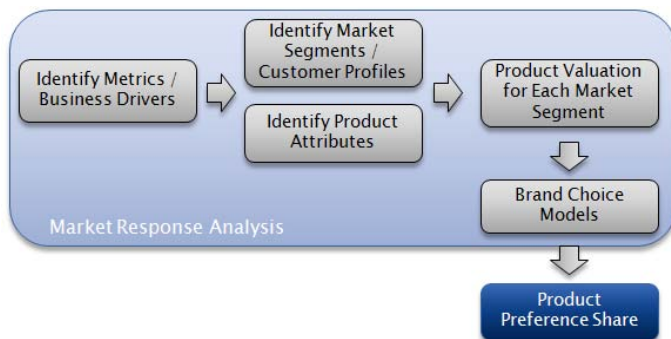 Identify Metrics /
Business Drivers
Identify Market
Segments /
Customer Profiles
Identify Product
Attributes
Product Valuation
for Each Market
Segment
Brand Choice
Models
Market Response Analysis
Product
Preference Share